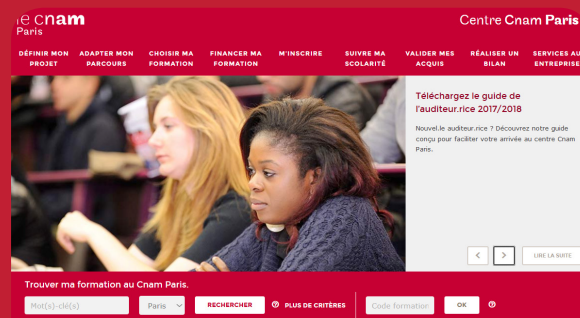 le cnam
Paris
Centre Cnam Paris
DÉFINIR MON PROJET
ADAPTER MON PARCOURS
CHOISIR MA FORMATION
FINANCER MA FORMATION
M'INSCRIRE
SUIVRE MA SCOLARITÉ
VALIDER MES ACQUIS
RÉALISER UN BILAN
SERVICES AU ENTREPRISE
Téléchargez le guide de
l'auditeur.rice 2017/2018
Nouvel.le auditeur.rice ? Découvrez notre guide
conçu pour faciliter votre arrivée au centre Cnam
Paris.
< > LIRE LA SUITE
Trouver ma formation au Cnam Paris.
Mot(s)-clé(s) Paris RECHERCHER ? PLUS DE CRITÈRES Code formation OK ?